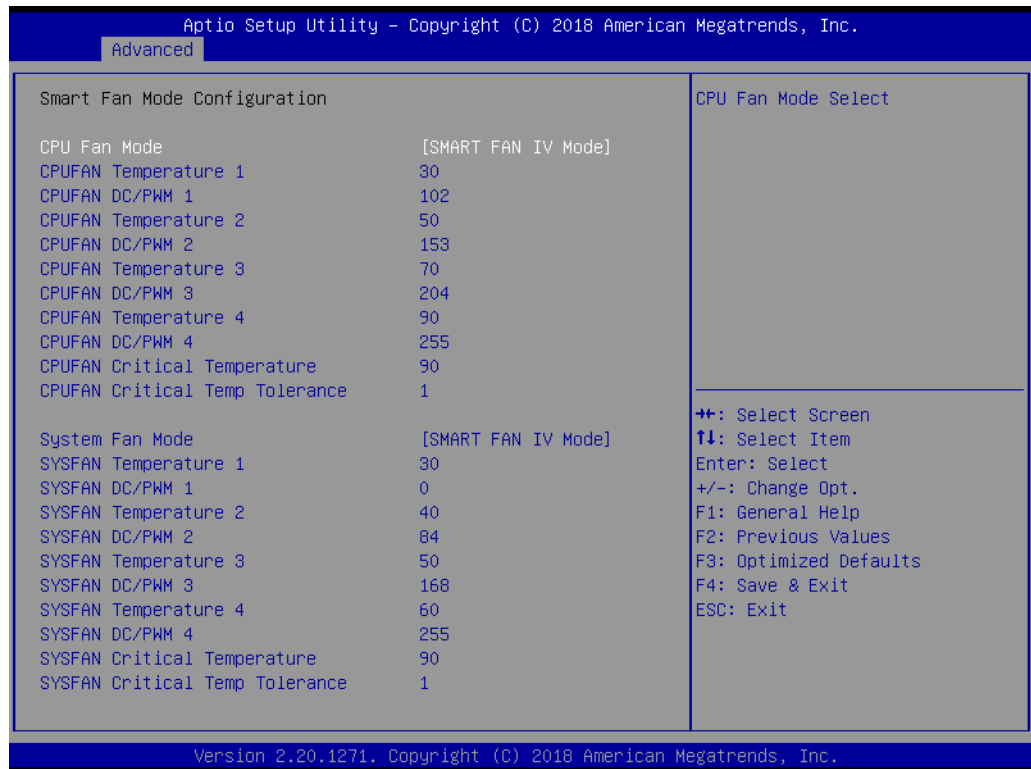 Aptio Setup Utility – Copyright (C) 2018 American Megatrends, Inc.
Advanced
Smart Fan Mode Configuration
CPU Fan Mode [SMART FAN IV Mode]
CPUFAN Temperature 1 30
CPUFAN DC/PWM 1 102
CPUFAN Temperature 2 50
CPUFAN DC/PWM 2 153
CPUFAN Temperature 3 70
CPUFAN DC/PWM 3 204
CPUFAN Temperature 4 90
CPUFAN DC/PWM 4 255
CPUFAN Critical Temperature 90
CPUFAN Critical Temp Tolerance 1
System Fan Mode [SMART FAN IV Mode]
SYSFAN Temperature 1 30
SYSFAN DC/PWM 1 0
SYSFAN Temperature 2 40
SYSFAN DC/PWM 2 84
SYSFAN Temperature 3 50
SYSFAN DC/PWM 3 168
SYSFAN Temperature 4 60
SYSFAN DC/PWM 4 255
SYSFAN Critical Temperature 90
SYSFAN Critical Temp Tolerance 1
CPU Fan Mode Select
→←: Select Screen
↑↓: Select Item
Enter: Select
+/-: Change Opt.
F1: General Help
F2: Previous Values
F3: Optimized Defaults
F4: Save & Exit
ESC: Exit
Version 2.20.1271. Copyright (C) 2018 American Megatrends, Inc.